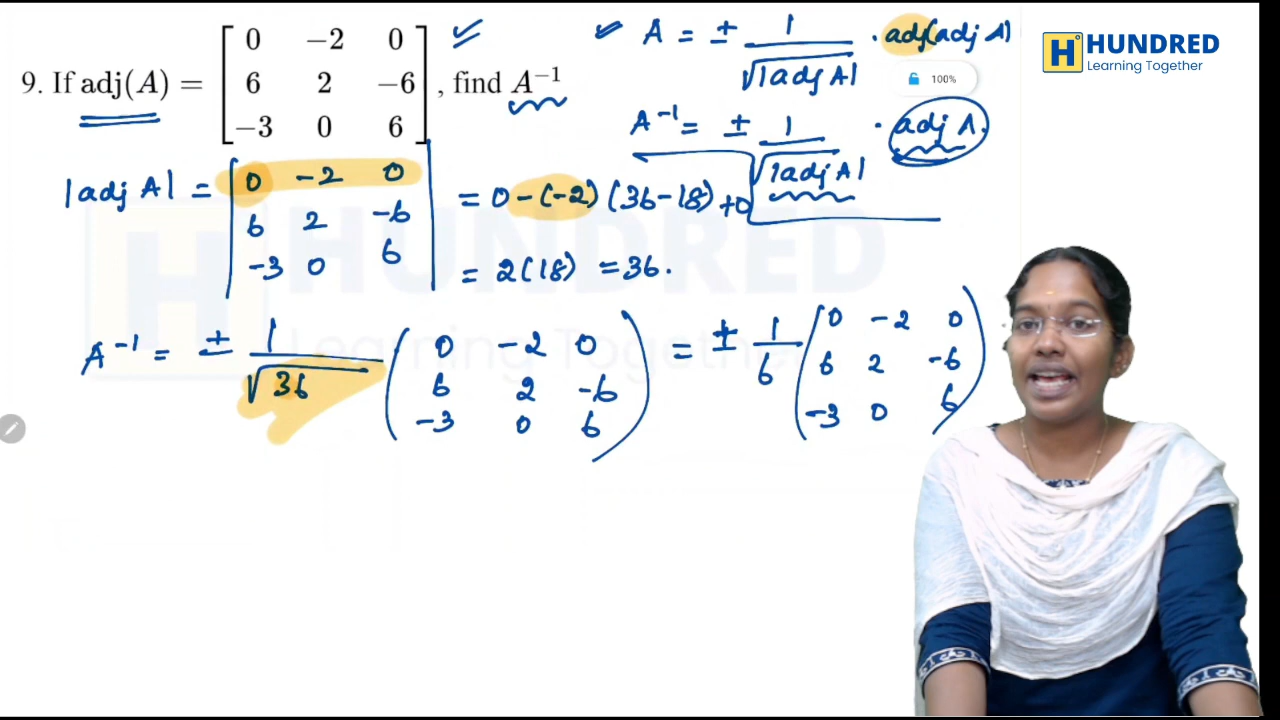 9. If adj(A) = [ 0 −2 0 ; 6 2 −6 ; −3 0 6 ], find A⁻¹
A = ± 1/√|adj A| · adj(adj A)
100%
HUNDRED
Learning Together
A⁻¹ = ± 1/√|adj A| · adj A.
|adj A| = | 0 −2 0 ; 6 2 −6 ; −3 0 6 | = 0 − (−2) (36−18) + 0
= 2(18) = 36.
A⁻¹ = ± 1/√36 ( 0 −2 0 ; 6 2 −6 ; −3 0 6 ) = ± 1/6 ( 0 −2 0 ; 6 2 −6 ; −3 0 6 )
HUNDRED
Learning Together